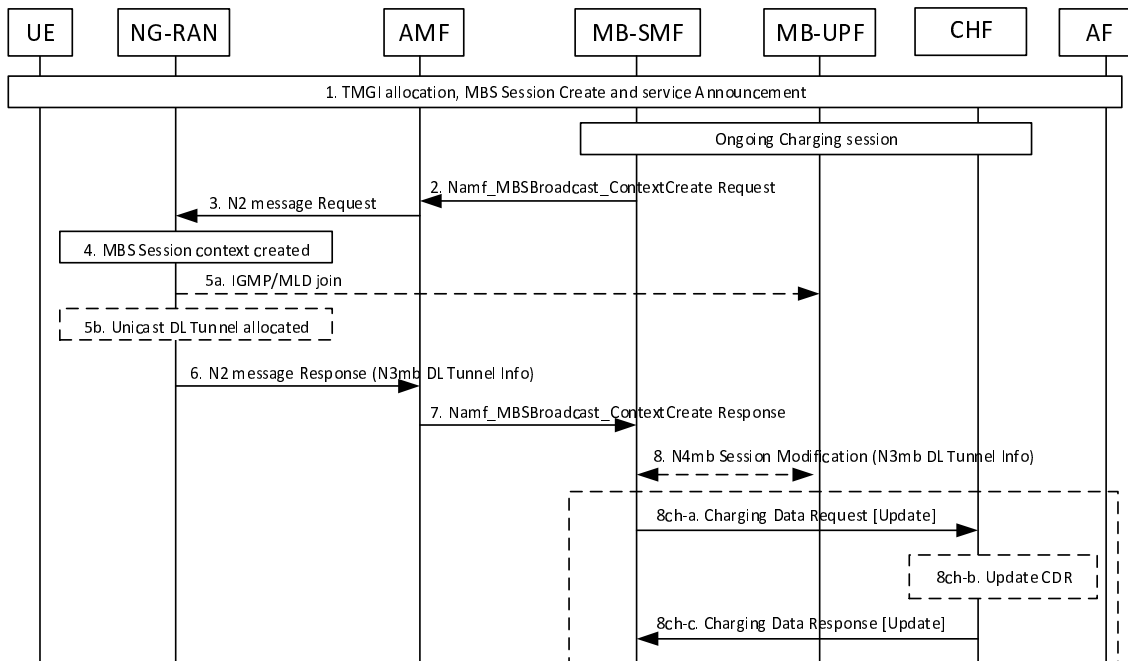 UE
NG-RAN
AMF
MB-SMF
MB-UPF
CHF
AF
1. TMGI allocation, MBS Session Create and service Announcement
Ongoing Charging session
2. Namf_MBSBroadcast_ContextCreate Request
3. N2 message Request
4. MBS Session context created
5a. IGMP/MLD join
5b. Unicast DL Tunnel allocated
6. N2 message Response (N3mb DL Tunnel Info)
7. Namf_MBSBroadcast_ContextCreate Response
8. N4mb Session Modification (N3mb DL Tunnel Info)
8ch-a. Charging Data Request [Update]
8ch-b. Update CDR
8ch-c. Charging Data Response [Update]